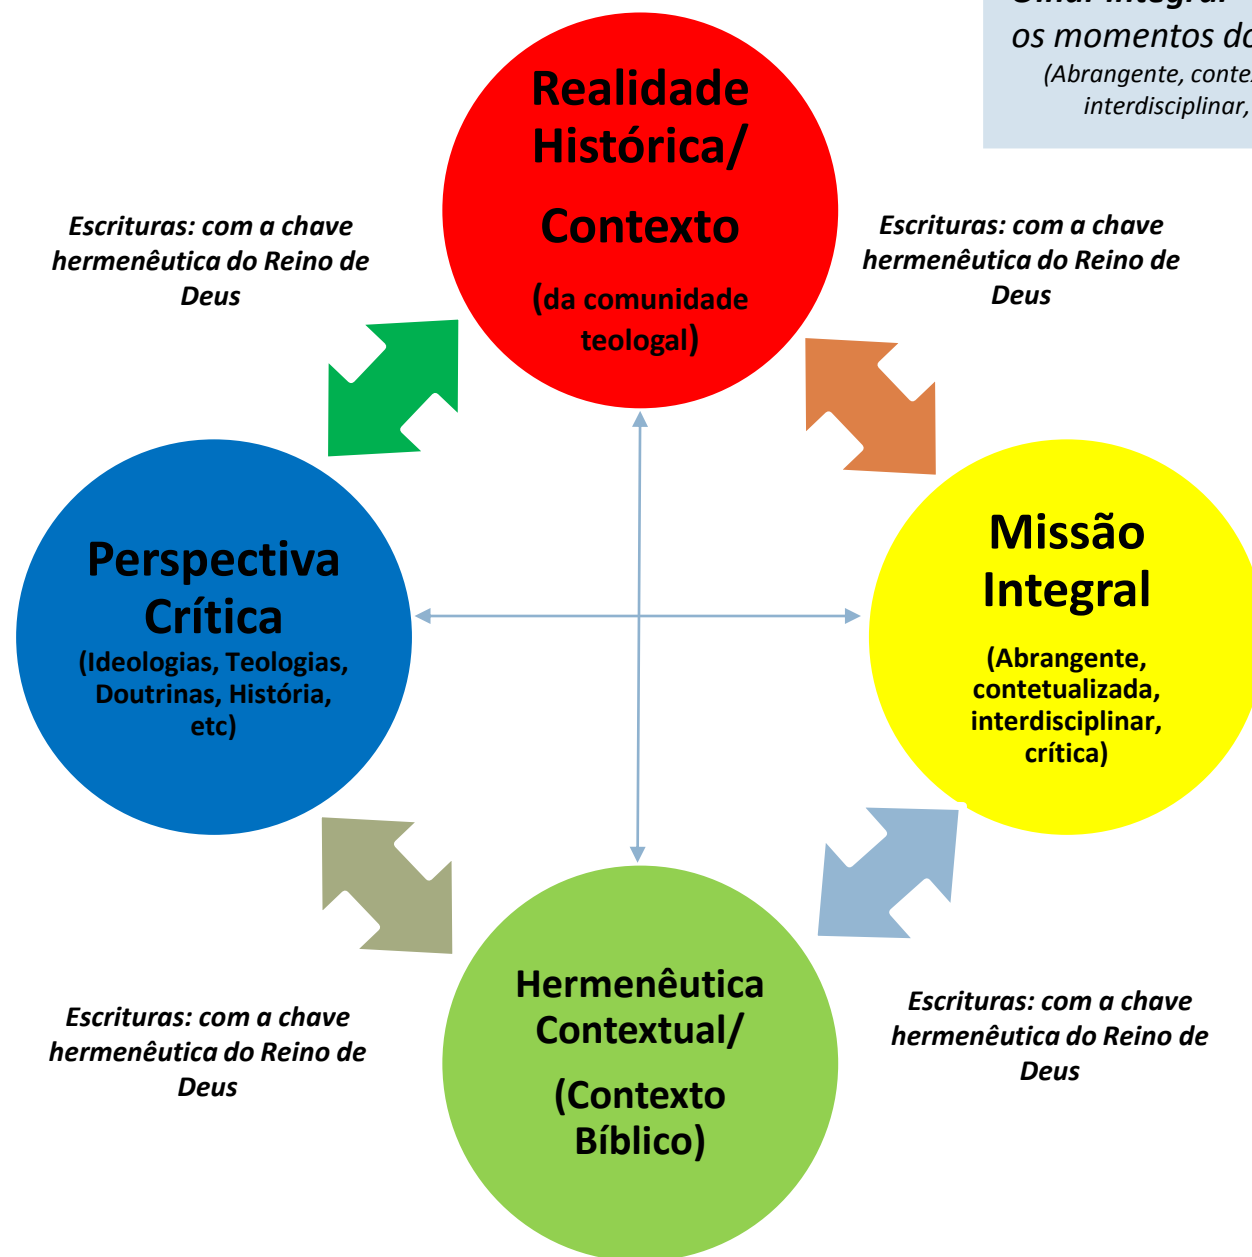 os momentos do
(Abrangente,
interdisciplinar,
Realidade
Histórica/
Contexto
(da comunidade
teologal)
Escrituras: com a chave
hermenêutica do Reino de
Deus
Escrituras: com a chave
hermenêutica do Reino de
Deus
Perspectiva
Crítica
(Ideologias, Teologias,
Doutrinas, História,
etc)
Missão
Integral
(Abrangente,
contetualizada,
interdisciplinar,
crítica)
Hermenêutica
Contextual/
(Contexto
Bíblico)
Escrituras: com a chave
hermenêutica do Reino de
Deus
Escrituras: com a chave
hermenêutica do Reino de
Deus